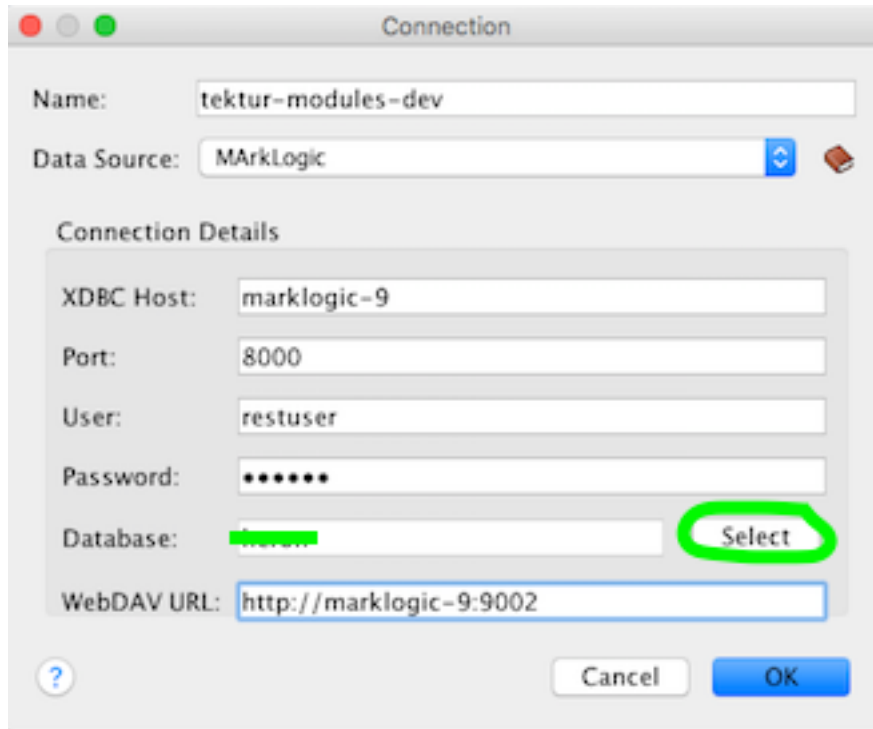 Connection
Name: tektur-modules-dev
Data Source: MArkLogic
Connection Details
XDBC Host: marklogic-9
Port: 8000
User: restuser
Password: ••••••
Database: Select
WebDAV URL: http://marklogic-9:9002
? Cancel OK